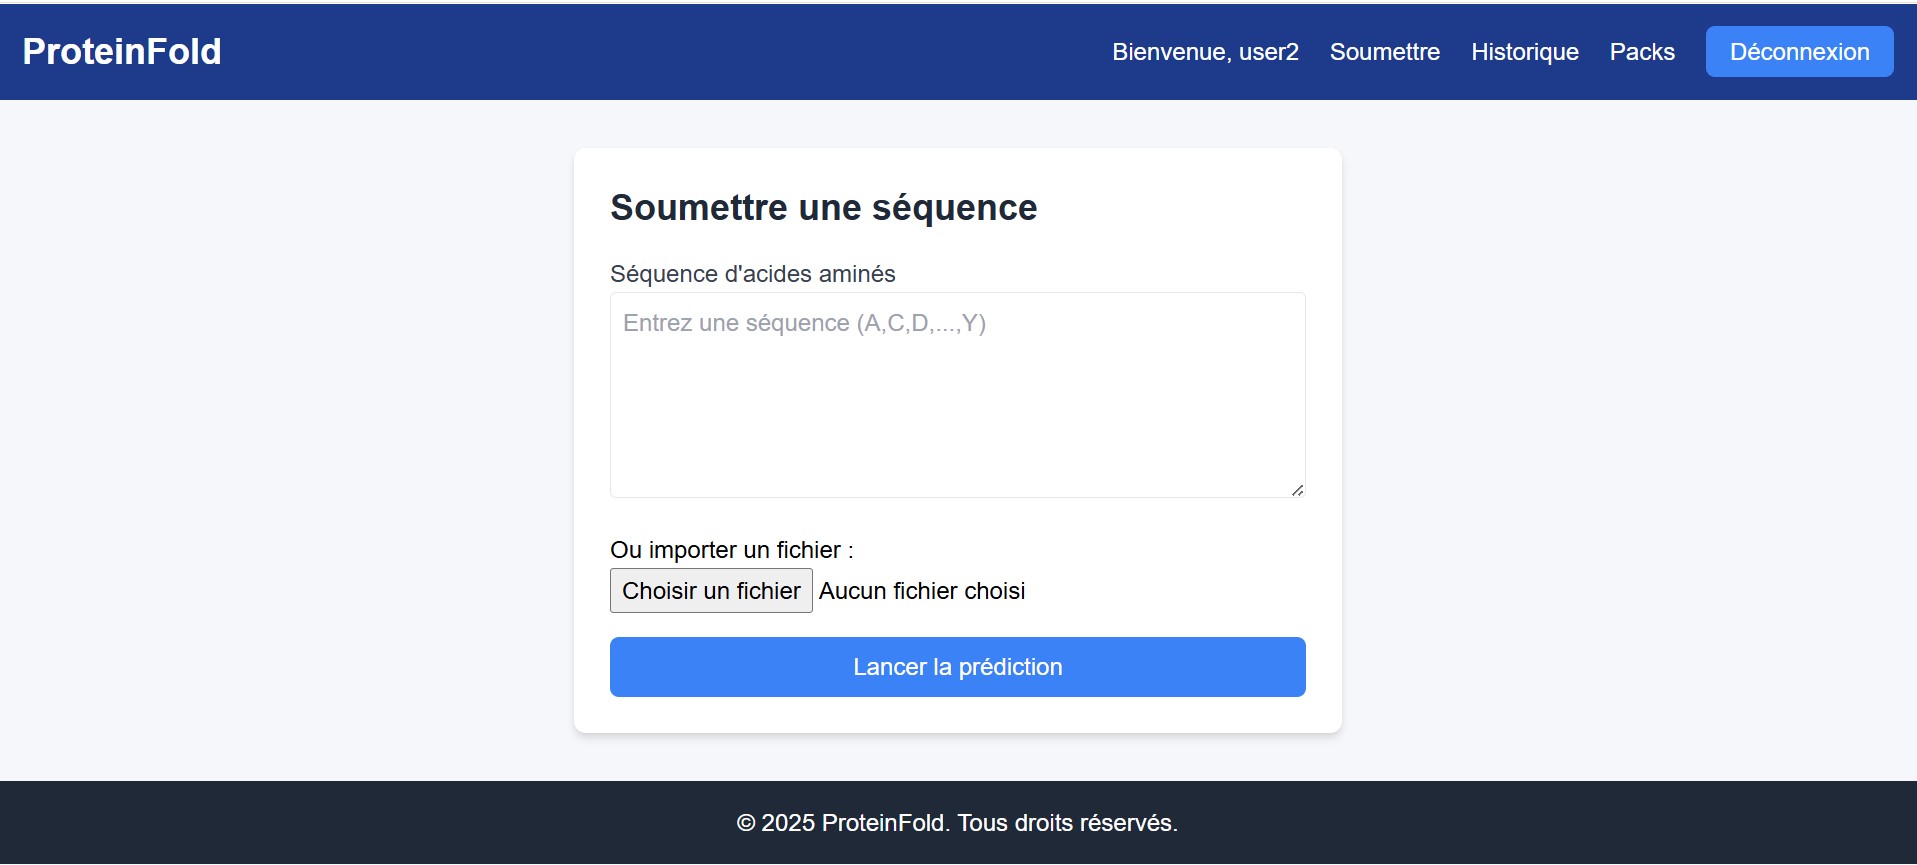 ProteinFold
Bienvenue, user2 Soumettre Historique Packs Déconnexion
Soumettre une séquence
Séquence d'acides aminés
Entrez une séquence (A,C,D,...,Y)
Ou importer un fichier :
Choisir un fichier Aucun fichier choisi
Lancer la prédiction
© 2025 ProteinFold. Tous droits réservés.